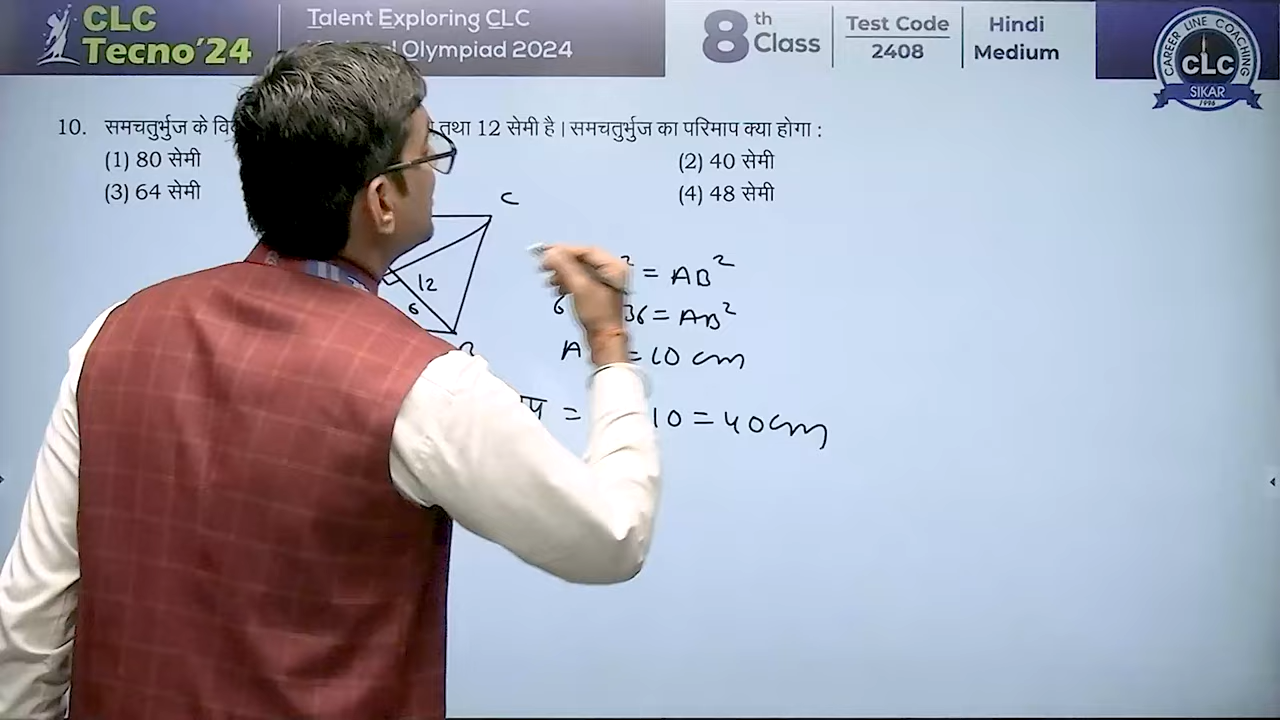 CLC
Tecno'24
Talent Exploring CLC
Olympiad 2024
8th Class
Test Code
2408
Hindi
Medium
CAREER LINE COACHING
CLC
SIKAR
1996
10. समचतुर्भुज के तथा 12 सेमी है। समचतुर्भुज का परिमाप क्या होगा :
(1) 80 सेमी (2) 40 सेमी
(3) 64 सेमी (4) 48 सेमी
C
12
6
B
² = AB²
6 36 = AB²
A = 10 cm
= 10 = 40cm